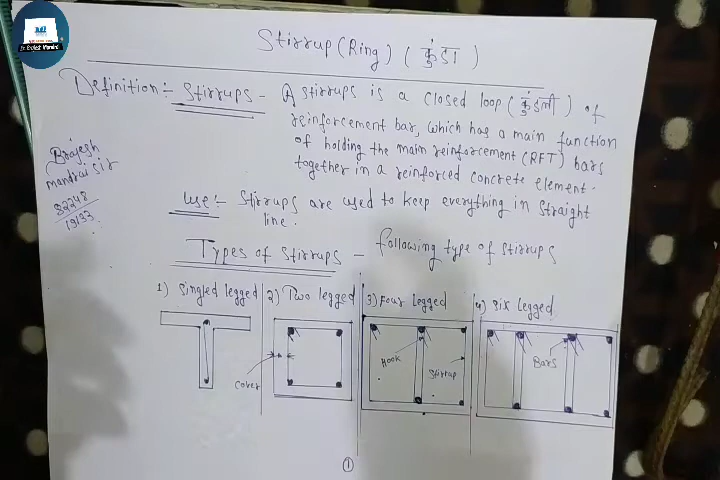 Stirrup (Ring) ( कुंडा )
Definition :- Stirrups - A stirrups is a closed loop (कुंडली) of
reinforcement bar, which has a main function
of holding the main reinforcement (RFT) bars
together in a reinforced concrete element.
Brajesh
mandrai sir
82248
19133
Use :- Stirrups are used to keep everything in straight
line.
Types of stirrups - following type of stirrups
1) Singled legged
2) Two legged
3) Four legged
4) Six legged
Cover
Hook
Stirrup
Bars
1